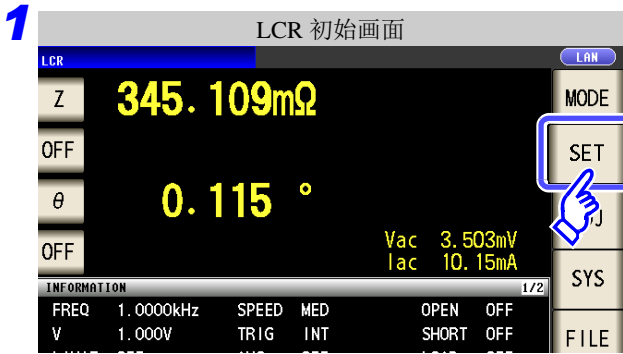 1
LCR 初始画面
LCR
LAN
Z
345.109mΩ
MODE
OFF
SET
θ
0.115 °
OFF
Vac 3.503mV
Iac 10.15mA
SYS
INFORMATION
1/2
FREQ 1.0000kHz SPEED MED OPEN OFF
V 1.000V TRIG INT SHORT OFF
FILE